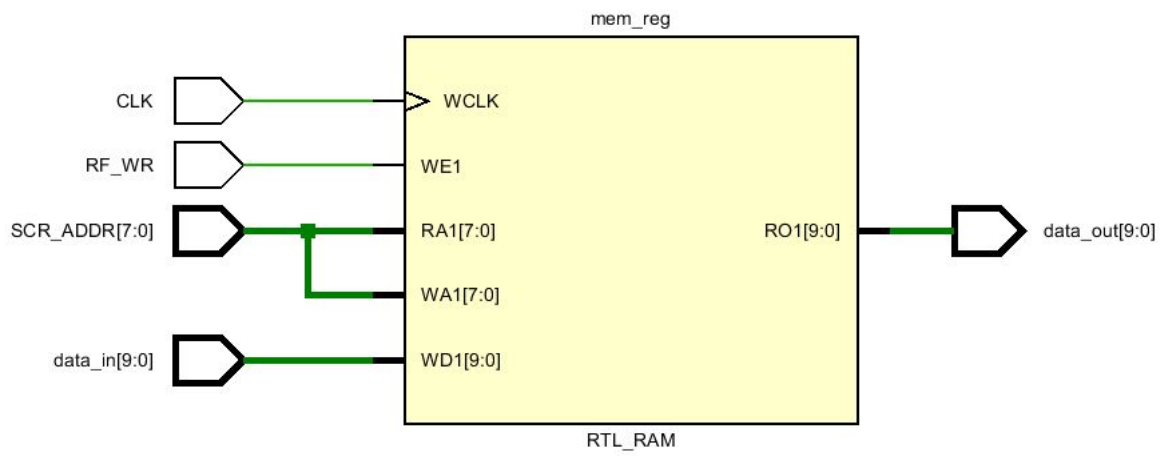 mem_reg
CLK
WCLK
RF_WR
WE1
SCR_ADDR[7:0]
RA1[7:0]
RO1[9:0]
data_out[9:0]
WA1[7:0]
data_in[9:0]
WD1[9:0]
RTL_RAM